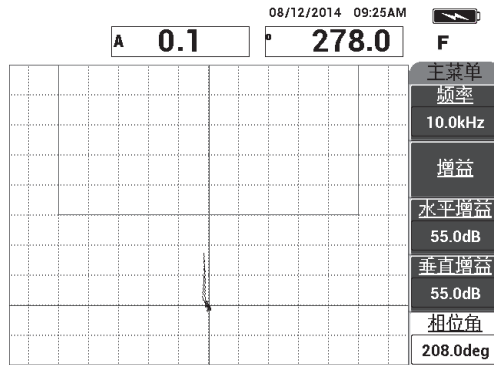 08/12/2014 09:25AM
A 0.1 ° 278.0 F
主菜单
频率
10.0kHz
增益
水平增益
55.0dB
垂直增益
55.0dB
相位角
208.0deg